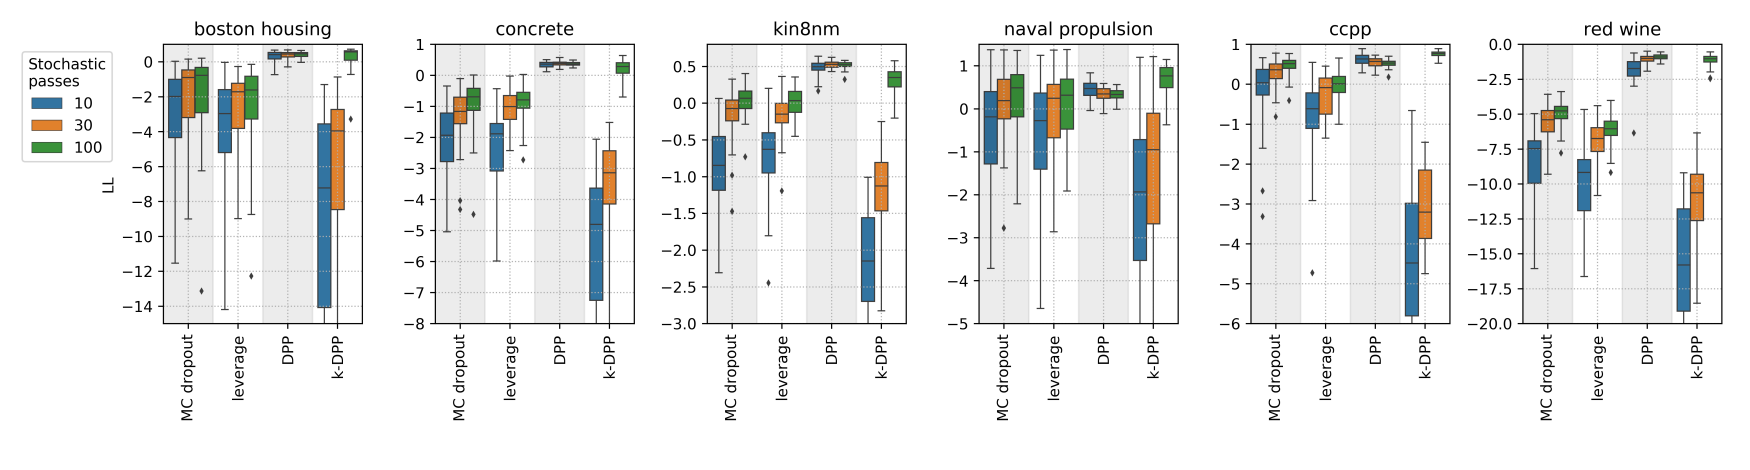 boston housing
concrete
kin8nm
naval propulsion
ccpp
red wine
Stochastic
passes
10
30
100
LL
0
−2
−4
−6
−8
−10
−12
−14
MC dropout
leverage
DPP
k-DPP
1
0
−1
−2
−3
−4
−5
−6
−7
−8
MC dropout
leverage
DPP
k-DPP
0.5
0.0
−0.5
−1.0
−1.5
−2.0
−2.5
−3.0
MC dropout
leverage
DPP
k-DPP
1
0
−1
−2
−3
−4
−5
MC dropout
leverage
DPP
k-DPP
1
0
−1
−2
−3
−4
−5
−6
MC dropout
leverage
DPP
k-DPP
0.0
−2.5
−5.0
−7.5
−10.0
−12.5
−15.0
−17.5
−20.0
MC dropout
leverage
DPP
k-DPP